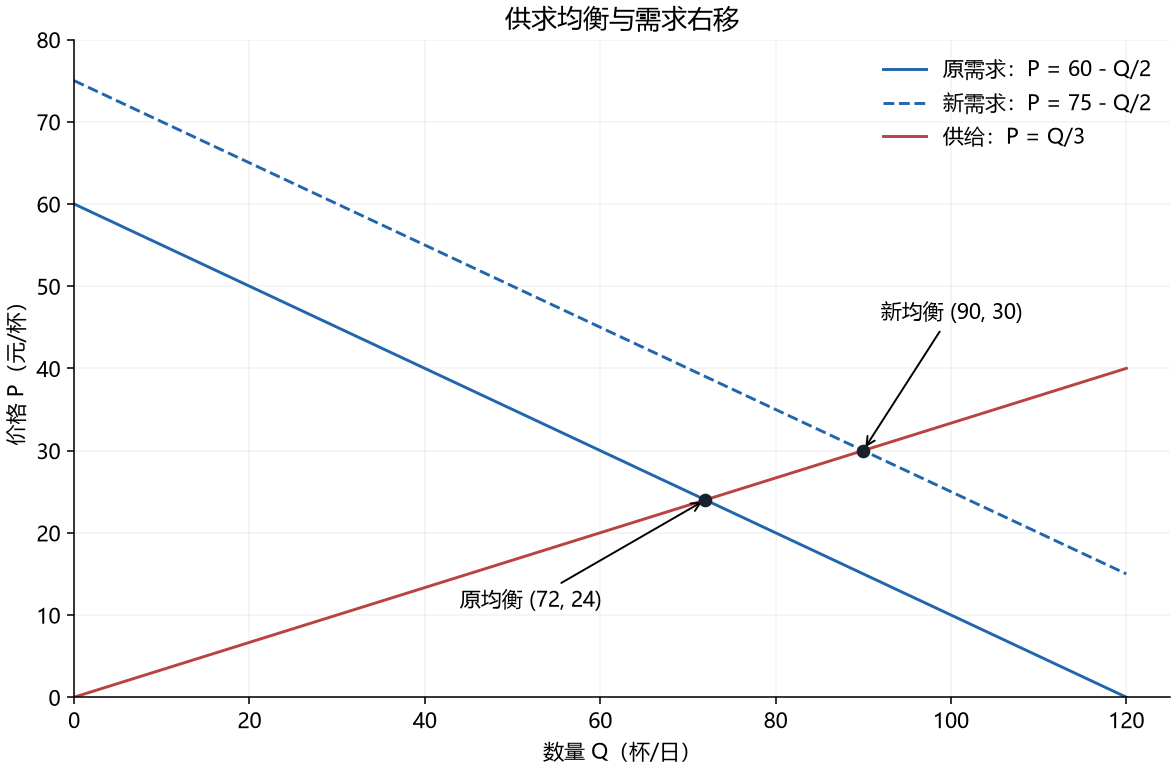 供求均衡与需求右移
原需求：P = 60 - Q/2
新需求：P = 75 - Q/2
供给：P = Q/3
价格 P（元/杯）
80
70
60
50
40
30
20
10
0
新均衡 (90, 30)
原均衡 (72, 24)
0 20 40 60 80 100 120
数量 Q（杯/日）